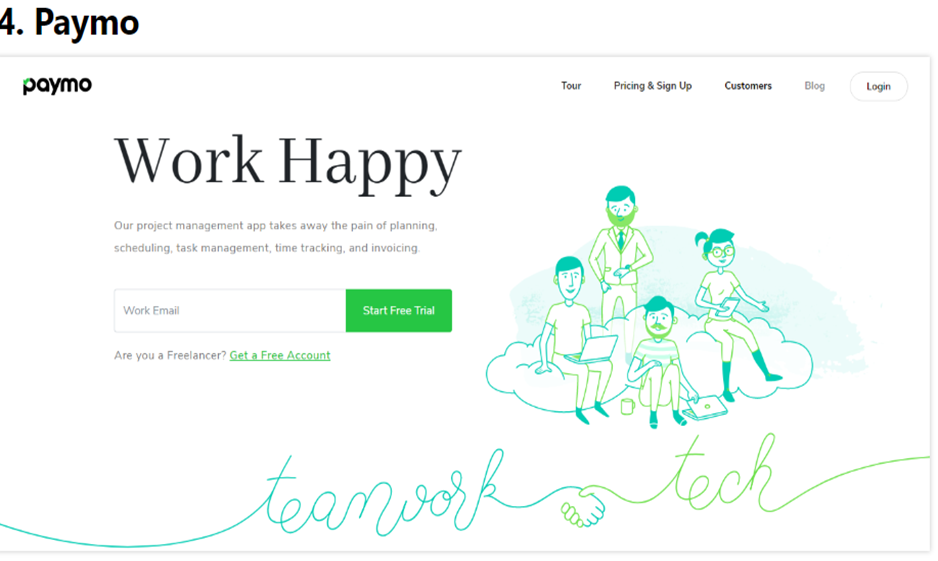 4. Paymo
paymo
Tour Pricing & Sign Up Customers Blog Login
Work Happy
Our project management app takes away the pain of planning,
scheduling, task management, time tracking, and invoicing.
Work Email Start Free Trial
Are you a Freelancer? Get a Free Account
teamwork tech